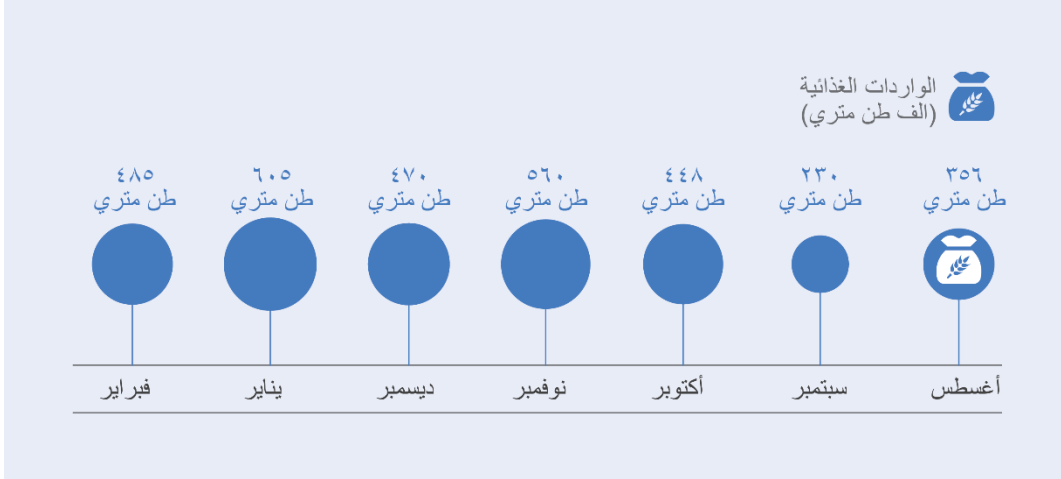 الواردات الغذائية
(الف طن متري)
٣٥٦
طن متري
٢٣٠
طن متري
٤٤٨
طن متري
٥٦٠
طن متري
٤٧٠
طن متري
٦٠٥
طن متري
٤٨٥
طن متري
أغسطس
سبتمبر
أكتوبر
نوفمبر
ديسمبر
يناير
فبراير